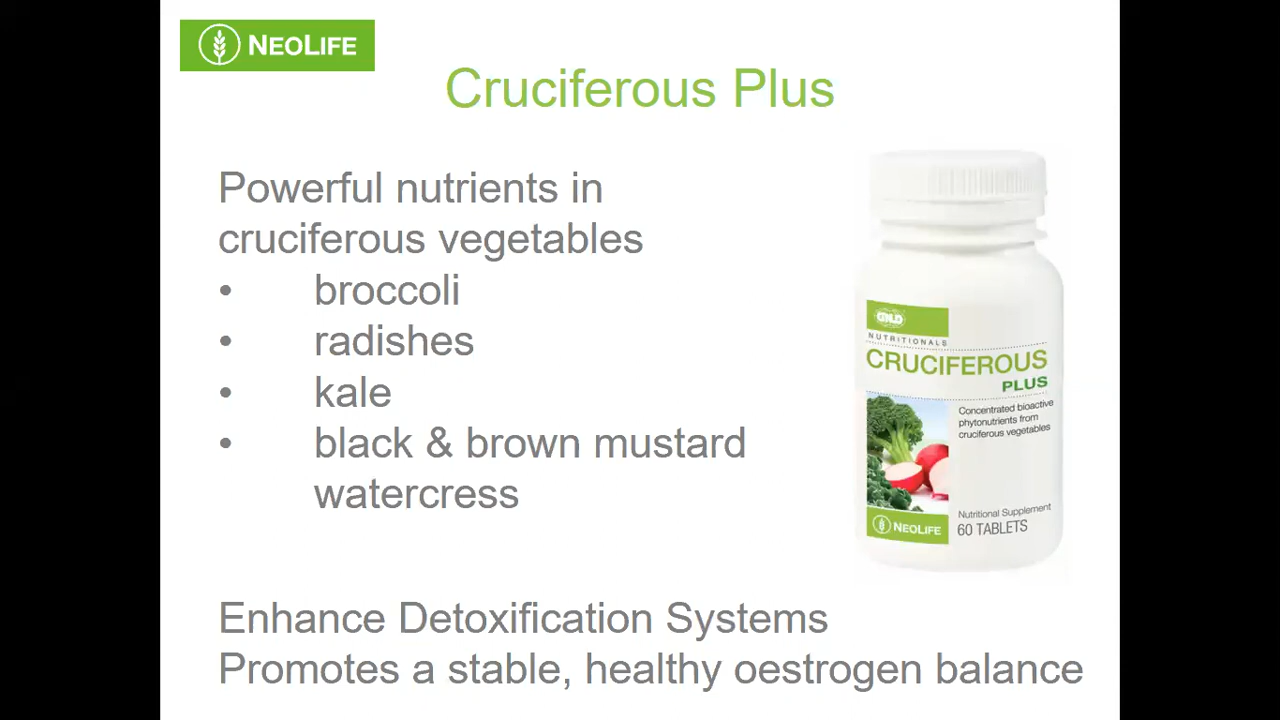 NEOLIFE
Cruciferous Plus
Powerful nutrients in
cruciferous vegetables
• broccoli
• radishes
• kale
• black & brown mustard
watercress
GNLD
NUTRITIONALS
CRUCIFEROUS
PLUS
Concentrated bioactive
phytonutrients from
cruciferous vegetables
Nutritional Supplement
60 TABLETS
NEOLIFE
Enhance Detoxification Systems
Promotes a stable, healthy oestrogen balance